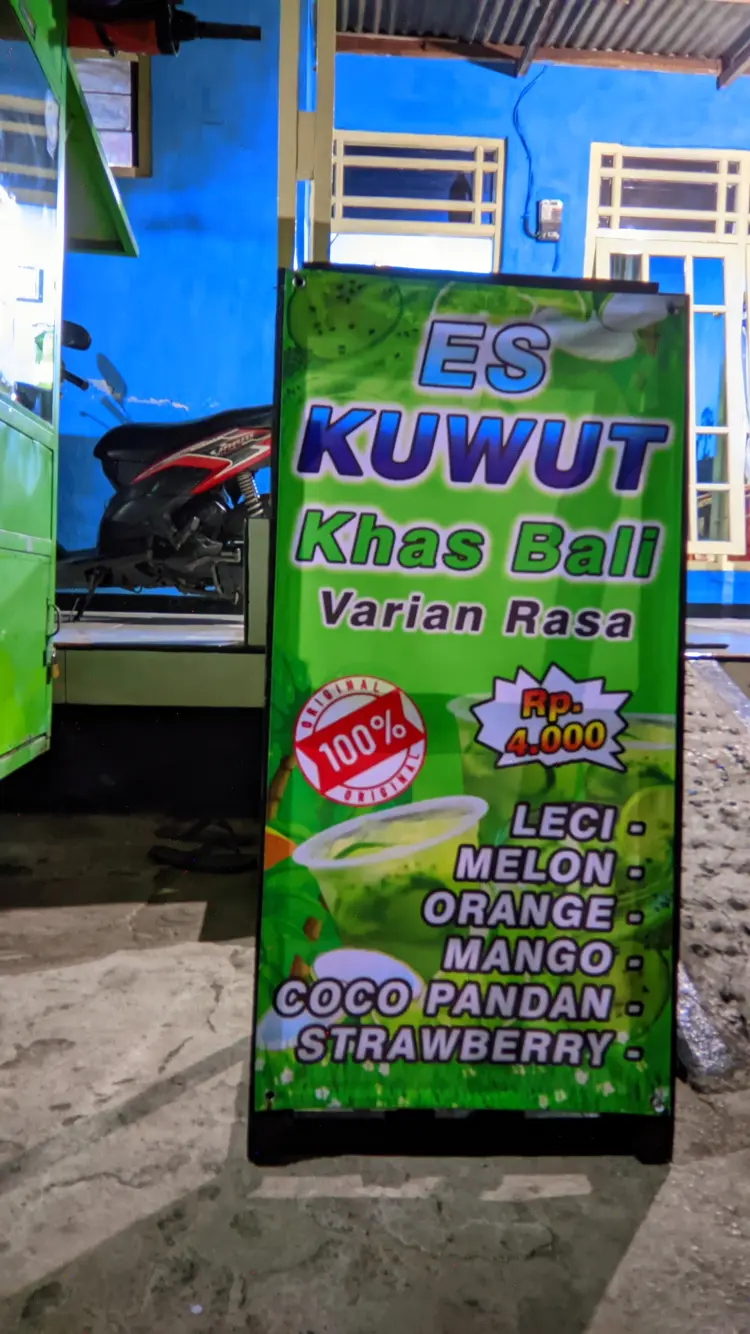 ES
KUWUT
Khas Bali
Varian Rasa
ORIGINAL
100%
ORIGINAL
Rp.
4.000
LECI -
MELON -
ORANGE -
MANGO -
COCO PANDAN -
STRAWBERRY -